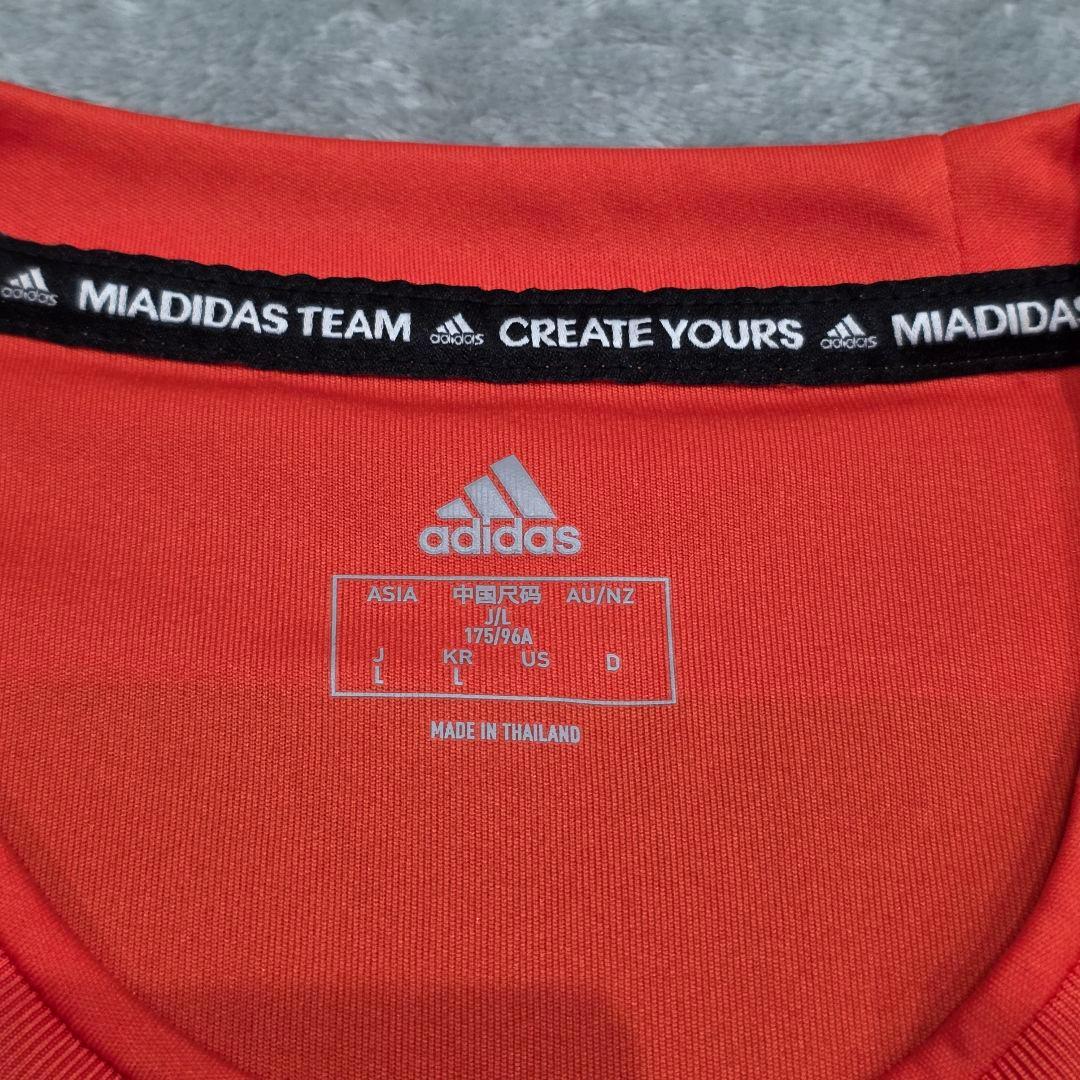 adidas MIADIDAS TEAM adidas CREATE YOURS adidas MIADIDAS
adidas
ASIA 中国尺码 AU/NZ
J/L
175/96A
J KR US D
L L
MADE IN THAILAND